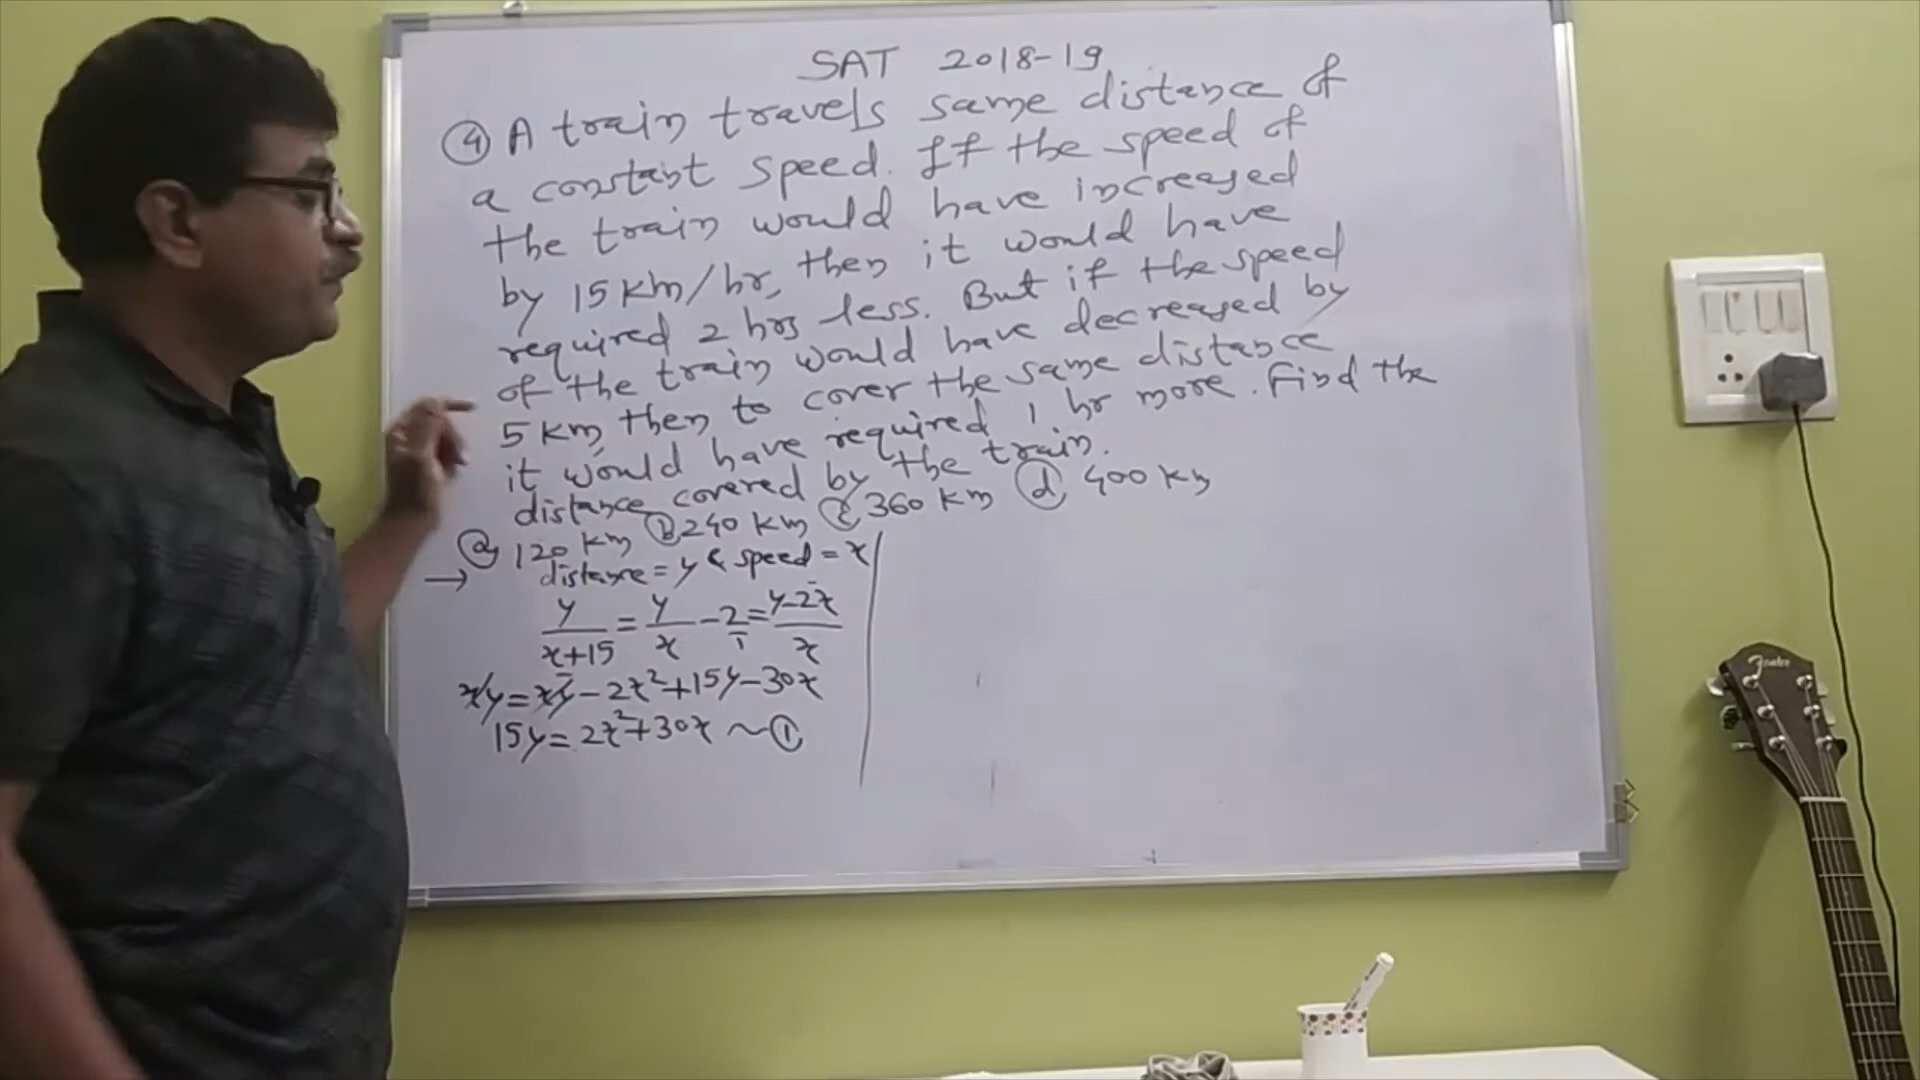 SAT 2018-19
④ A train travels same distance of
a constant speed. If the speed of
the train would have increased
by 15 km/hr, then it would have
required 2 hrs less. But if the speed
of the train would have decreased by
5 km, then to cover the same distance
it would have required 1 hr more. Find the
distance covered by the train.
ⓐ 120 km ⓑ 240 km ⓒ 360 km ⓓ 400 km
→ distance = y & speed = x
y/(x+15) = y/x - 2/1 = (y-2x)/x
xy = xy - 2x² + 15y - 30x
15y = 2x² + 30x ~ ①
Fender